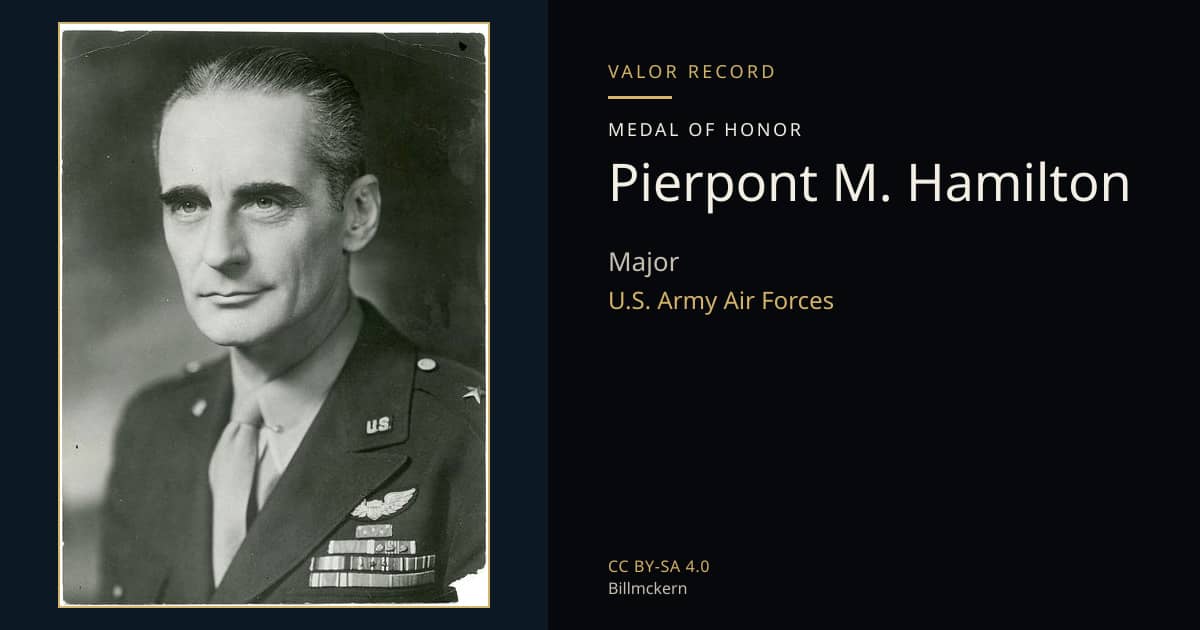 VALOR RECORD
MEDAL OF HONOR
Pierpont M. Hamilton
Major
U.S. Army Air Forces
U.S.
CC BY-SA 4.0
Billmckern